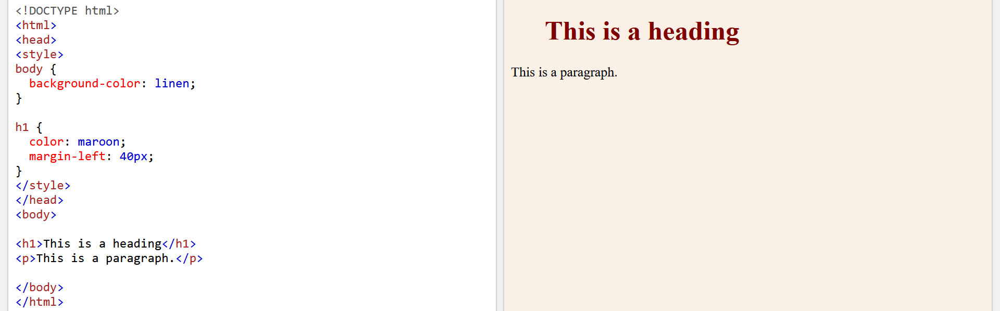 <!DOCTYPE html>
<html>
<head>
<style>
body {
  background-color: linen;
}

h1 {
  color: maroon;
  margin-left: 40px;
}
</style>
</head>
<body>

<h1>This is a heading</h1>
<p>This is a paragraph.</p>

</body>
</html>
This is a heading
This is a paragraph.